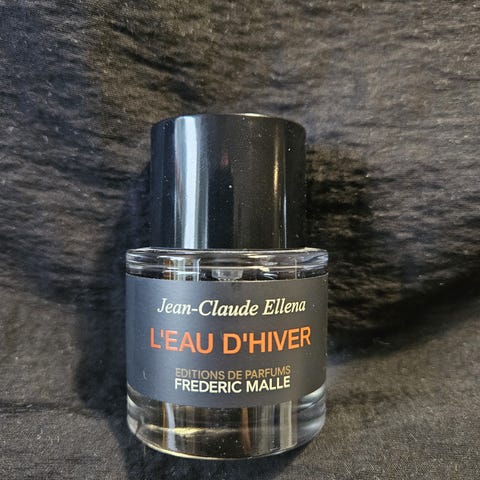 Jean-Claude Ellena
L'EAU D'HIVER
EDITIONS DE PARFUMS
FREDERIC MALLE